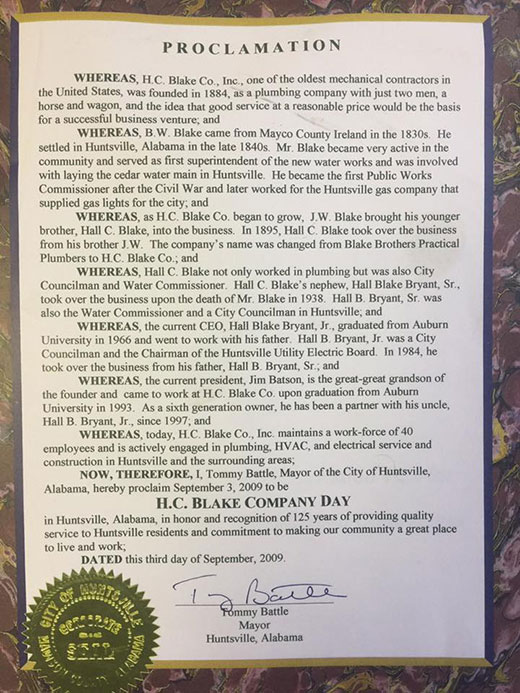 PROCLAMATION
WHEREAS, H.C. Blake Co., Inc., one of the oldest mechanical contractors in
the United States, was founded in 1884, as a plumbing company with just two men, a
horse and wagon, and the idea that good service at a reasonable price would be the basis
for a successful business venture; and
WHEREAS, B.W. Blake came from Mayco County Ireland in the 1830s. He
settled in Huntsville, Alabama in the late 1840s. Mr. Blake became very active in the
community and served as first superintendent of the new water works and was involved
with laying the cedar water main in Huntsville. He became the first Public Works
Commissioner after the Civil War and later worked for the Huntsville gas company that
supplied gas lights for the city; and
WHEREAS, as H.C. Blake Co. began to grow, J.W. Blake brought his younger
brother, Hall C. Blake, into the business. In 1895, Hall C. Blake took over the business
from his brother J.W. The company's name was changed from Blake Brothers Practical
Plumbers to H.C. Blake Co.; and
WHEREAS, Hall C. Blake not only worked in plumbing but was also City
Councilman and Water Commissioner. Hall C. Blake's nephew, Hall Blake Bryant, Sr.,
took over the business upon the death of Mr. Blake in 1938. Hall B. Bryant, Sr. was
also the Water Commissioner and a City Councilman in Huntsville; and
WHEREAS, the current CEO, Hall Blake Bryant, Jr., graduated from Auburn
University in 1966 and went to work with his father. Hall B. Bryant, Jr. was a City
Councilman and the Chairman of the Huntsville Utility Electric Board. In 1984, he
took over the business from his father, Hall B. Bryant, Sr.; and
WHEREAS, the current president, Jim Batson, is the great-great grandson of
the founder and came to work at H.C. Blake Co. upon graduation from Auburn
University in 1993. As a sixth generation owner, he has been a partner with his uncle,
Hall B. Bryant, Jr., since 1997; and
WHEREAS, today, H.C. Blake Co., Inc. maintains a work-force of 40
employees and is actively engaged in plumbing, HVAC, and electrical service and
construction in Huntsville and the surrounding areas;
NOW, THEREFORE, I, Tommy Battle, Mayor of the City of Huntsville,
Alabama, hereby proclaim September 3, 2009 to be
H.C. BLAKE COMPANY DAY
in Huntsville, Alabama, in honor and recognition of 125 years of providing quality
service to Huntsville residents and commitment to making our community a great place
to live and work;
DATED this third day of September, 2009.
Tommy Battle
Tommy Battle
Mayor
Huntsville, Alabama
CITY OF HUNTSVILLE